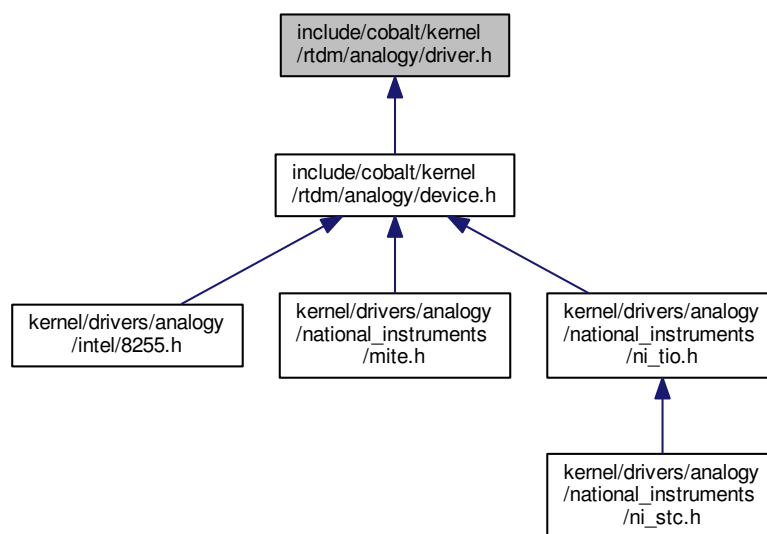 include/cobalt/kernel
/rtdm/analogy/driver.h
include/cobalt/kernel
/rtdm/analogy/device.h
kernel/drivers/analogy
/intel/8255.h
kernel/drivers/analogy
/national_instruments
/mite.h
kernel/drivers/analogy
/national_instruments
/ni_tio.h
kernel/drivers/analogy
/national_instruments
/ni_stc.h